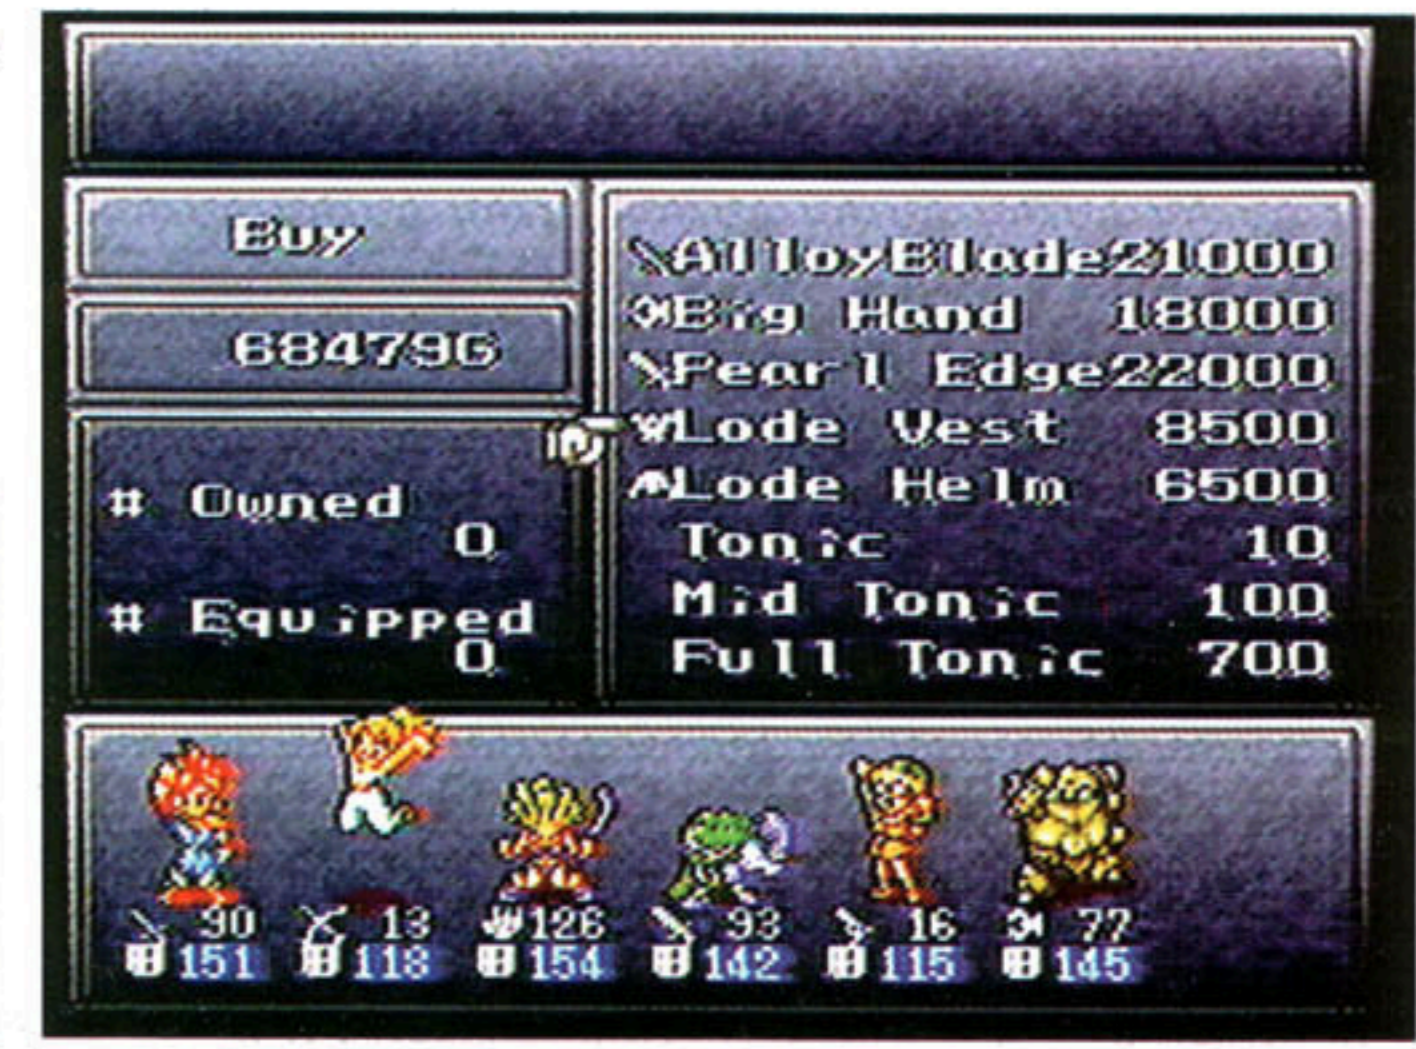 Buy
68479G
# Owned
0
# Equipped
0
AlloyBlade21000
Big Hand 18000
Pearl Edge22000
Lode Vest 8500
Lode Helm 6500
Tonic 10
Mid Tonic 100
Full Tonic 700
90 13 126 93 16 77
151 118 154 142 115 145